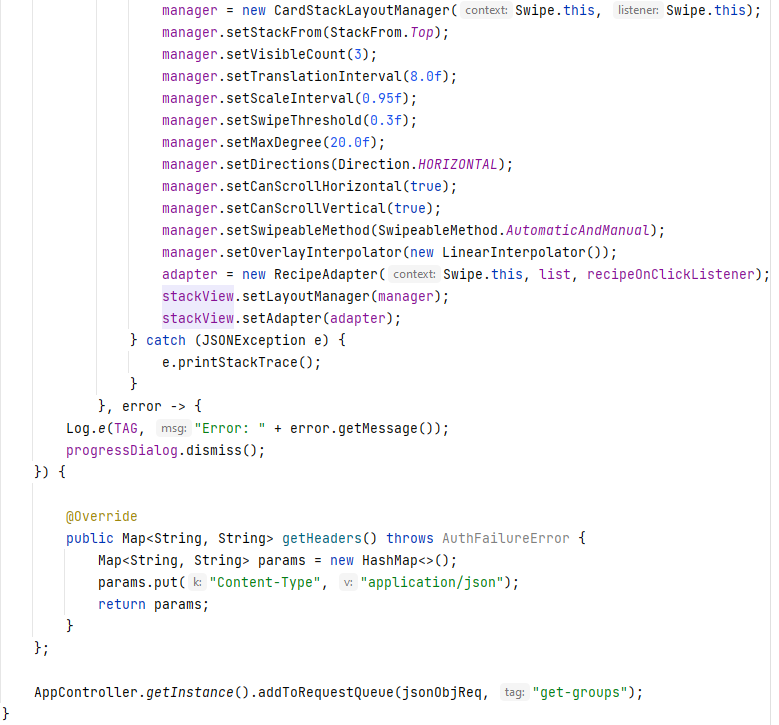 manager = new CardStackLayoutManager( context: Swipe.this, listener: Swipe.this);
manager.setStackFrom(StackFrom.Top);
manager.setVisibleCount(3);
manager.setTranslationInterval(8.0f);
manager.setScaleInterval(0.95f);
manager.setSwipeThreshold(0.3f);
manager.setMaxDegree(20.0f);
manager.setDirections(Direction.HORIZONTAL);
manager.setCanScrollHorizontal(true);
manager.setCanScrollVertical(true);
manager.setSwipeableMethod(SwipeableMethod.AutomaticAndManual);
manager.setOverlayInterpolator(new LinearInterpolator());
adapter = new RecipeAdapter( context: Swipe.this, list, recipeOnClickListener);
stackView.setLayoutManager(manager);
stackView.setAdapter(adapter);
} catch (JSONException e) {
e.printStackTrace();
}
}, error -> {
Log.e(TAG, msg: "Error: " + error.getMessage());
progressDialog.dismiss();
}) {
@Override
public Map<String, String> getHeaders() throws AuthFailureError {
Map<String, String> params = new HashMap<>();
params.put( k: "Content-Type", v: "application/json");
return params;
}
};
AppController.getInstance().addToRequestQueue(jsonObjReq, tag: "get-groups");
}